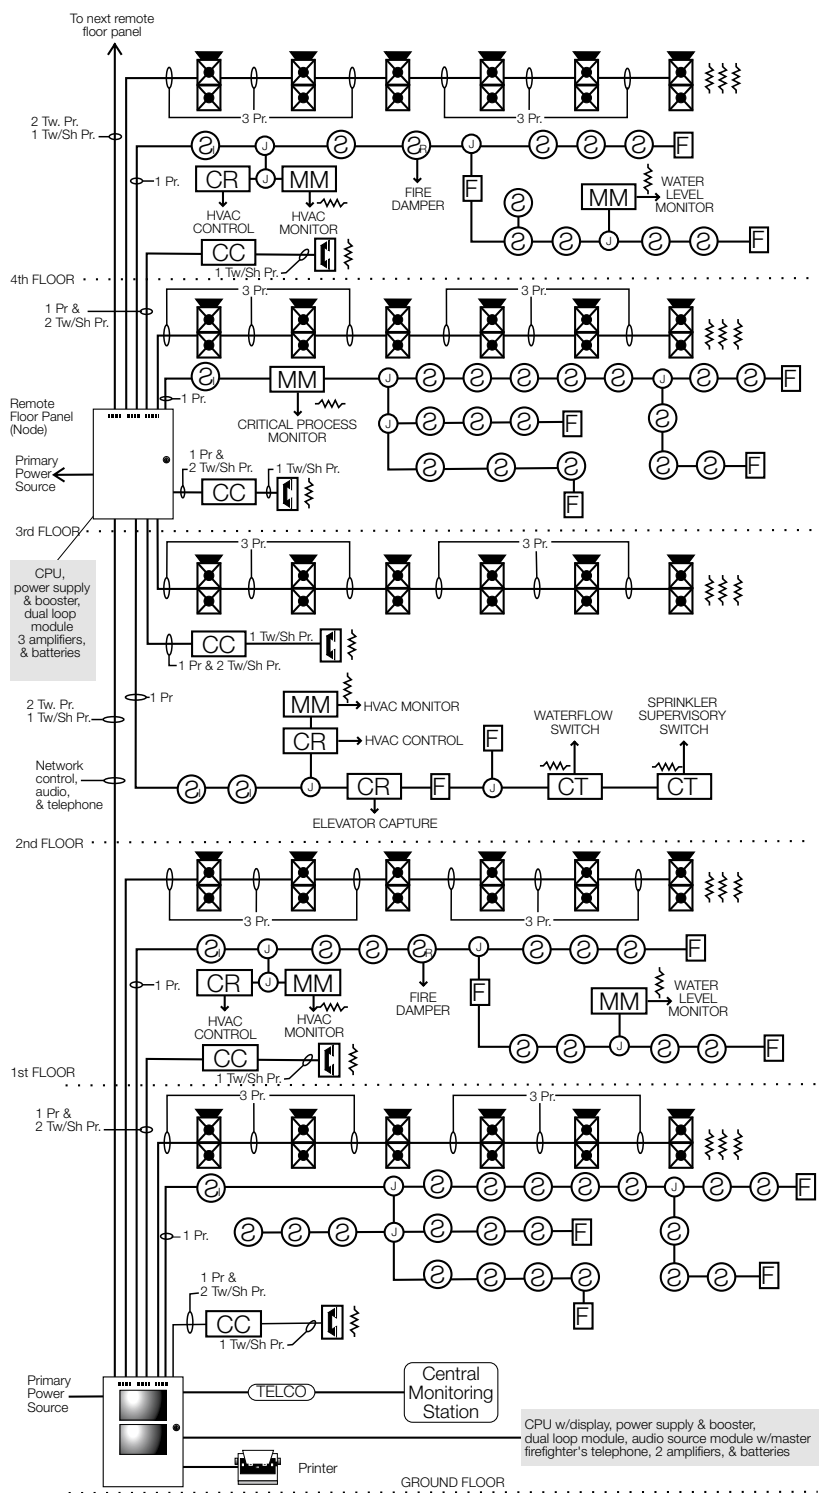 To next remote
floor panel
3 Pr.
3 Pr.
2 Tw. Pr.
1 Tw/Sh Pr.
S I
J
S
S R
J
S
S
S
F
1 Pr.
CR
J
MM
FIRE
DAMPER
F
MM
WATER
LEVEL
MONITOR
S
HVAC
CONTROL
HVAC
MONITOR
S
S
J
S
S
F
CC
1 Tw/Sh Pr.
4th FLOOR
3 Pr.
3 Pr.
1 Pr &
2 Tw/Sh Pr.
S I
MM
J
S
S
S
S
S
J
S
S
F
1 Pr.
CRITICAL PROCESS
MONITOR
J
S
S
S
F
S
Remote
Floor Panel
(Node)
S
S
S
S
S
F
F
Primary
Power
Source
1 Pr &
2 Tw/Sh Pr.
1 Tw/Sh Pr.
CC
3rd FLOOR
3 Pr.
3 Pr.
CPU,
power supply
& booster,
dual loop
module
3 amplifiers,
& batteries
CC
1 Tw/Sh Pr.
1 Pr & 2 Tw/Sh Pr.
1 Pr
2 Tw. Pr.
1 Tw/Sh Pr.
MM
HVAC MONITOR
CR
HVAC CONTROL
F
WATERFLOW
SWITCH
SPRINKLER
SUPERVISORY
SWITCH
Network
control,
audio,
& telephone
S I
S I
J
CR
F
J
CT
CT
ELEVATOR CAPTURE
2nd FLOOR
3 Pr.
3 Pr.
S I
J
S
S
S R
J
S
S
S
F
1 Pr.
CR
J
MM
FIRE
DAMPER
F
MM
WATER
LEVEL
MONITOR
HVAC
CONTROL
HVAC
MONITOR
S
S
J
S
S
F
CC
1 Tw/Sh Pr.
1st FLOOR
3 Pr.
3 Pr.
1 Pr &
2 Tw/Sh Pr.
S I
J
S
S
S
S
S
J
S
S
F
1 Pr.
S
S
S
J
S
S
S
F
S
S
S
S
S
S
S
F
F
1 Pr &
2 Tw/Sh Pr.
CC
1 Tw/Sh Pr.
Primary
Power
Source
TELCO
Central
Monitoring
Station
CPU w/display, power supply & booster,
dual loop module, audio source module w/master
firefighter's telephone, 2 amplifiers, & batteries
Printer
GROUND FLOOR